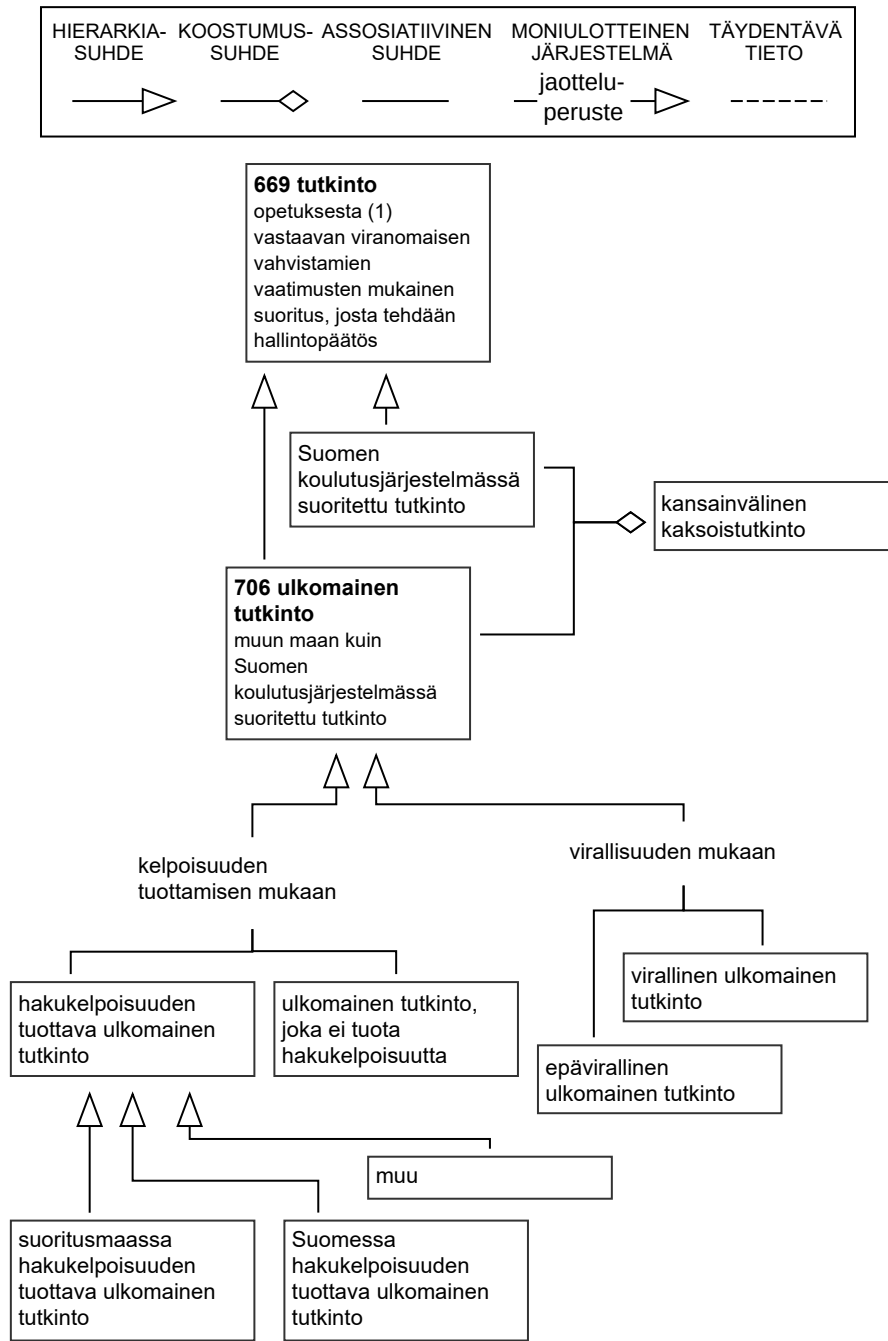 HIERARKIA-
SUHDE
KOOSTUMUS-
SUHDE
ASSOSIATIIVINEN
SUHDE
MONIULOTTEINEN
JÄRJESTELMÄ
jaottelu-
peruste
TÄYDENTÄVÄ
TIETO
669 tutkinto
opetuksesta (1)
vastaavan viranomaisen
vahvistamien
vaatimusten mukainen
suoritus, josta tehdään
hallintopäätös
Suomen
koulutusjärjestelmässä
suoritettu tutkinto
kansainvälinen
kaksoistutkinto
706 ulkomainen
tutkinto
muun maan kuin
Suomen
koulutusjärjestelmässä
suoritettu tutkinto
kelpoisuuden
tuottamisen mukaan
virallisuuden mukaan
hakukelpoisuuden
tuottava ulkomainen
tutkinto
ulkomainen tutkinto,
joka ei tuota
hakukelpoisuutta
virallinen ulkomainen
tutkinto
epävirallinen
ulkomainen tutkinto
muu
suoritusmaassa
hakukelpoisuuden
tuottava ulkomainen
tutkinto
Suomessa
hakukelpoisuuden
tuottava ulkomainen
tutkinto